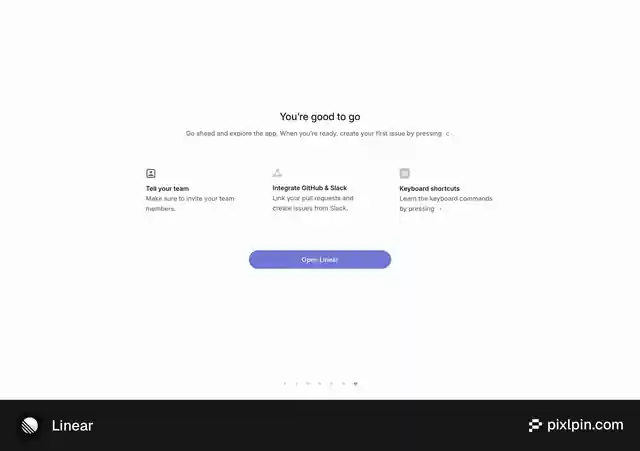 You're good to go
Go ahead and explore the app. When you're ready, create your first issue by pressing c .
Tell your team
Make sure to invite your team
members.
Integrate GitHub & Slack
Link your pull requests and
create issues from Slack.
Keyboard shortcuts
Learn the keyboard commands
by pressing
Open Linear
Linear
pixlpin.com